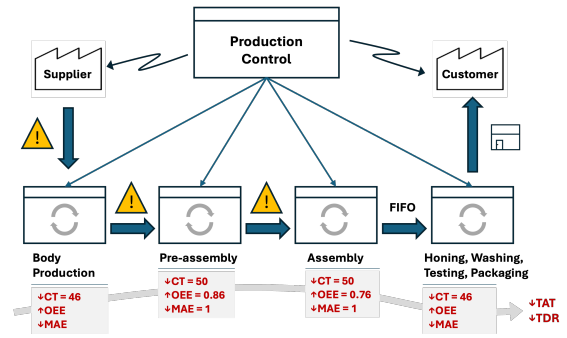 Production
Control
Supplier
Customer
!
!
!
FIFO
Body
Production
Pre-assembly
Assembly
Honing, Washing,
Testing, Packaging
↓CT = 46
↑OEE
↓MAE
↓CT = 50
↑OEE = 0.86
↓MAE = 1
↓CT = 50
↑OEE = 0.76
↓MAE = 1
↓CT = 46
↑OEE
↓MAE
↓TAT
↓TDR